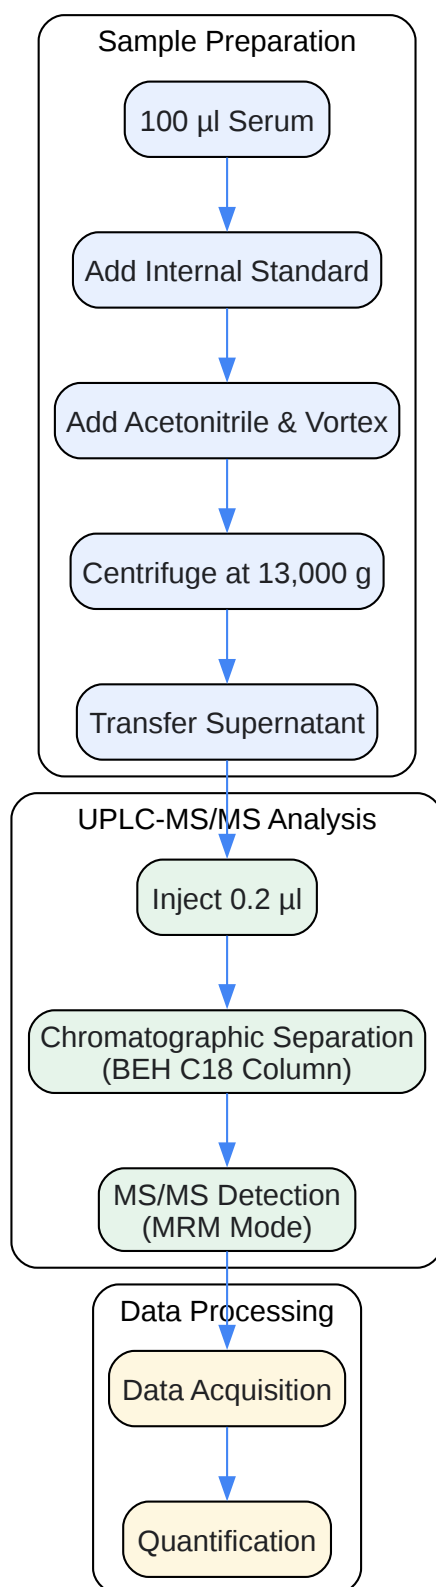 Sample Preparation
100 µl Serum
Add Internal Standard
Add Acetonitrile & Vortex
Centrifuge at 13,000 g
Transfer Supernatant
UPLC-MS/MS Analysis
Inject 0.2 µl
Chromatographic Separation
(BEH C18 Column)
MS/MS Detection
(MRM Mode)
Data Processing
Data Acquisition
Quantification